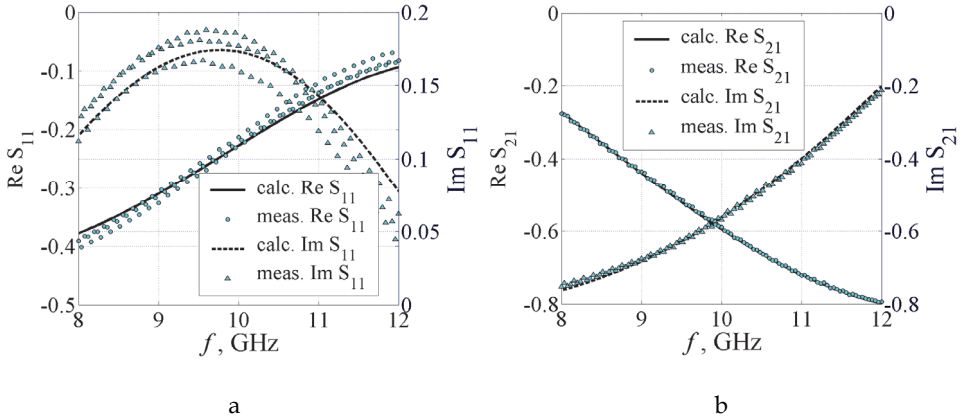 0
-0.1
-0.2
-0.3
-0.4
-0.5
Re S11
0.2
0.15
0.1
0.05
0
Im S11
calc. Re S11
meas. Re S11
calc. Im S11
meas. Im S11
8 9 10 11 12
f, GHz
a
0
-0.2
-0.4
-0.6
-0.8
Re S21
0
-0.2
-0.4
-0.6
-0.8
Im S21
calc. Re S21
meas. Re S21
calc. Im S21
meas. Im S21
8 9 10 11 12
f, GHz
b